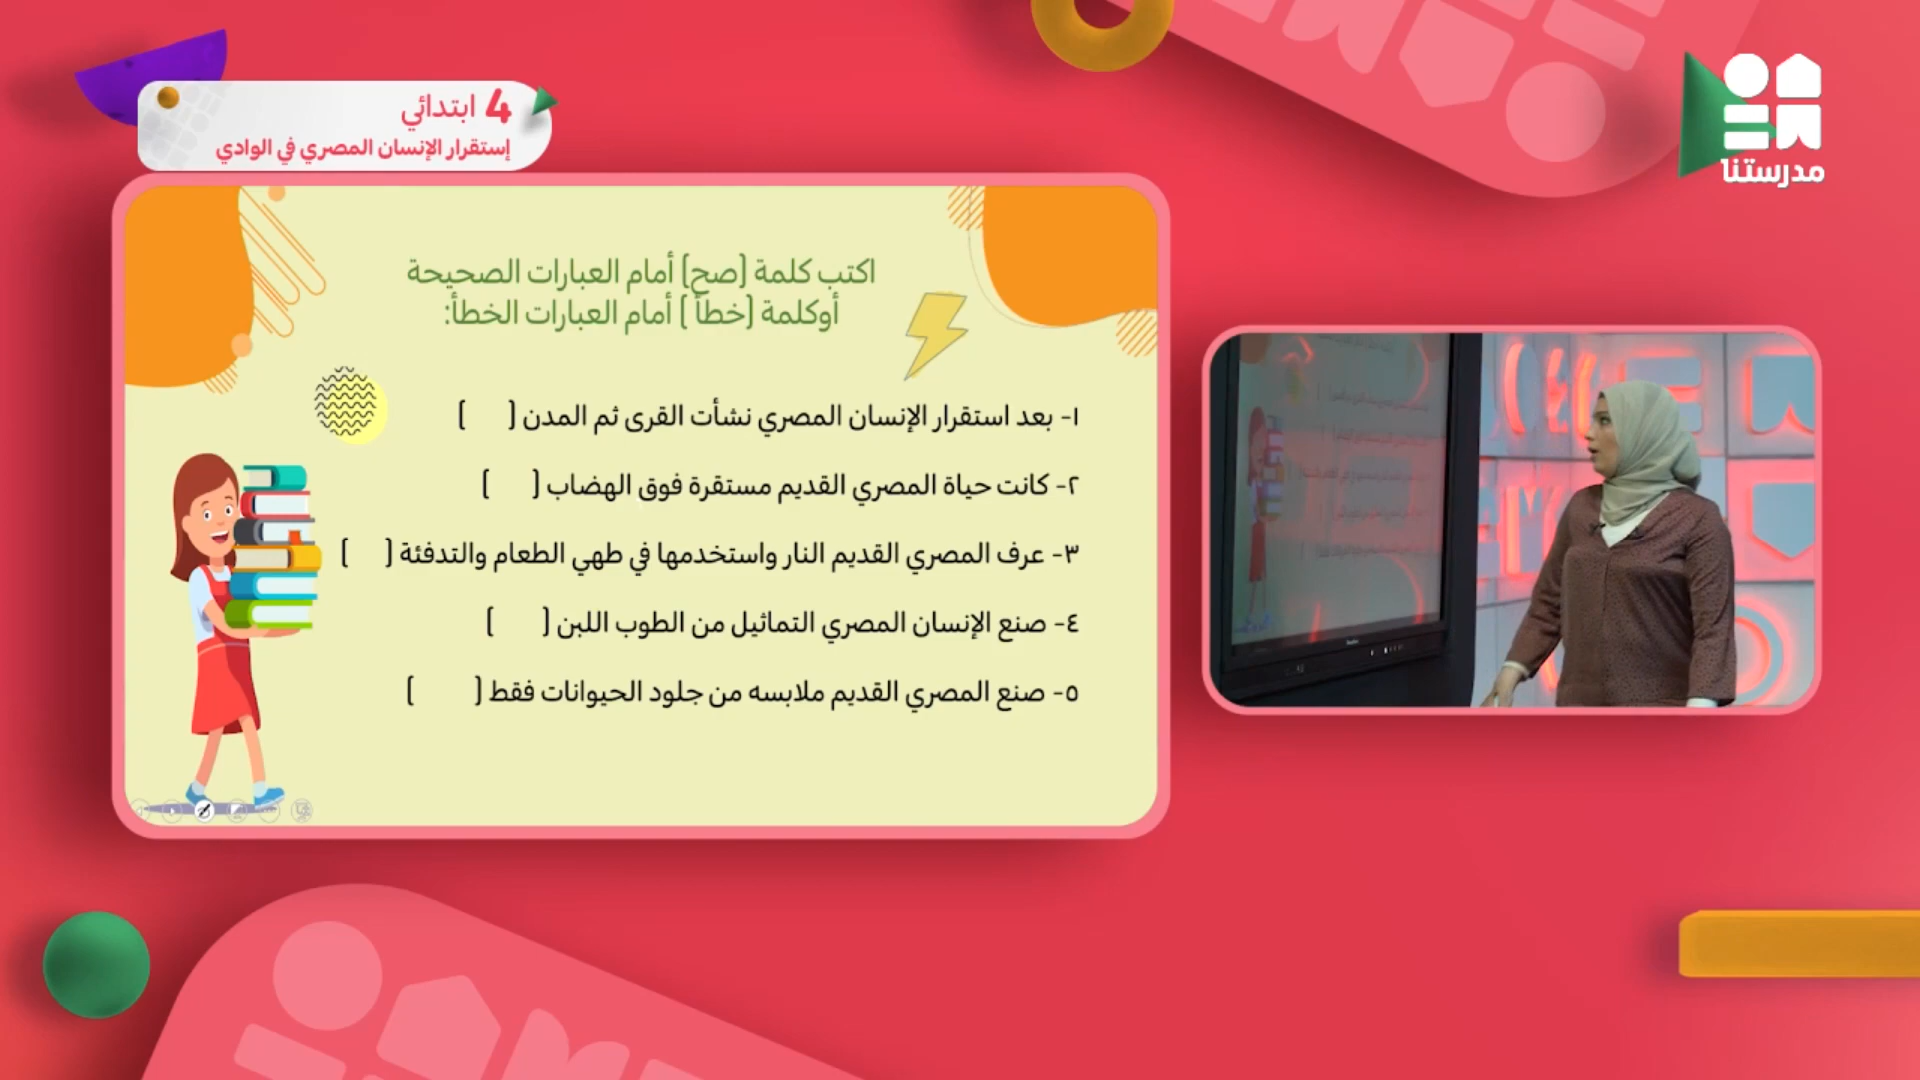 4 ابتدائي
إستقرار الإنسان المصري في الوادي
مدرستنا
اكتب كلمة (صح) أمام العبارات الصحيحة
أوكلمة (خطأ ) أمام العبارات الخطأ:
١- بعد استقرار الإنسان المصري نشأت القرى ثم المدن ( )
٢- كانت حياة المصري القديم مستقرة فوق الهضاب ( )
٣- عرف المصري القديم النار واستخدمها في طهي الطعام والتدفئة ( )
٤- صنع الإنسان المصري التماثيل من الطوب اللبن ( )
٥- صنع المصري القديم ملابسه من جلود الحيوانات فقط ( )